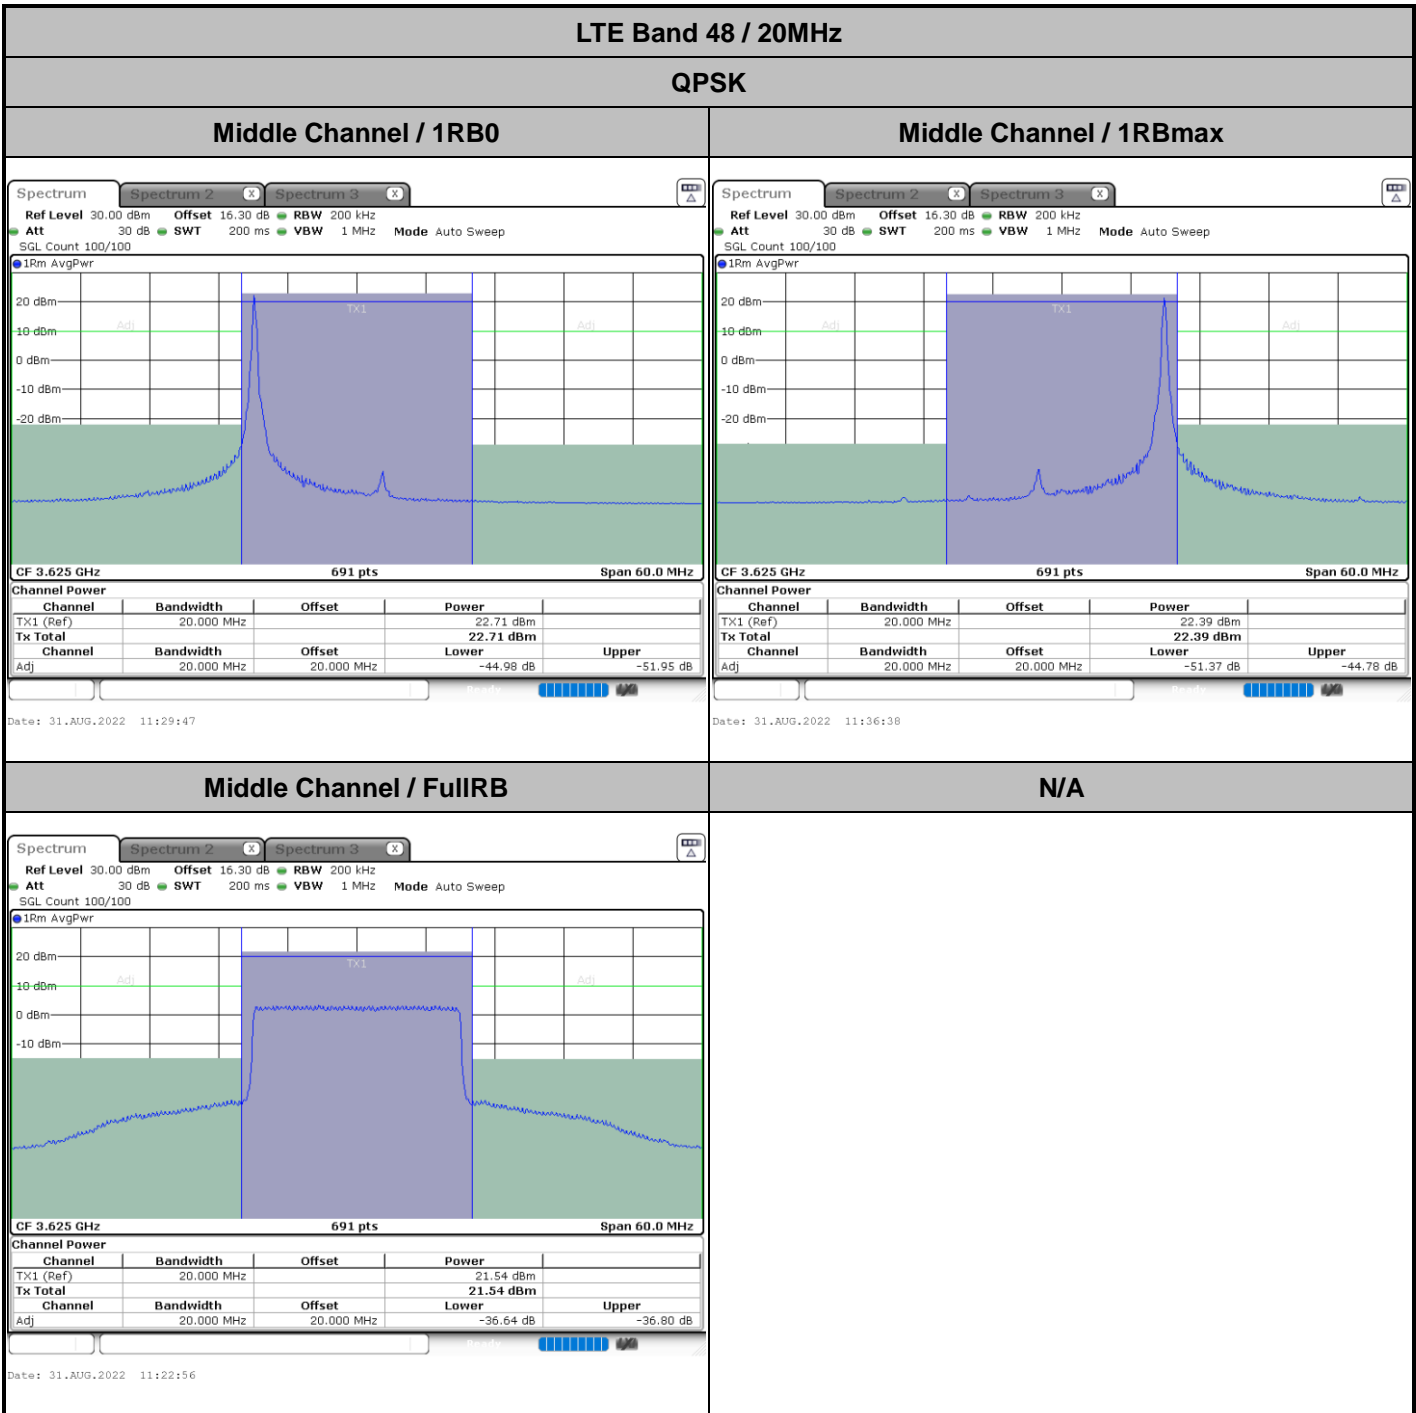 LTE Band 48 / 20MHz
QPSK
Middle Channel / 1RB0
Middle Channel / 1RBmax
Spectrum Spectrum 2 X Spectrum 3 X
Ref Level 30.00 dBm Offset 16.30 dB RBW 200 kHz
Att 30 dB SWT 200 ms VBW 1 MHz Mode Auto Sweep
SGL Count 100/100
1Rm AvgPwr
20 dBm
10 dBm
0 dBm
-10 dBm
-20 dBm
Adj
TX1
Adj
CF 3.625 GHz 691 pts Span 60.0 MHz
Channel Power
Channel Bandwidth Offset Power
TX1 (Ref) 20.000 MHz 22.71 dBm
Tx Total 22.71 dBm
Channel Bandwidth Offset Lower Upper
Adj 20.000 MHz 20.000 MHz -44.98 dB -51.95 dB
Ready
Date: 31.AUG.2022 11:29:47
Spectrum Spectrum 2 X Spectrum 3 X
Ref Level 30.00 dBm Offset 16.30 dB RBW 200 kHz
Att 30 dB SWT 200 ms VBW 1 MHz Mode Auto Sweep
SGL Count 100/100
1Rm AvgPwr
20 dBm
10 dBm
0 dBm
-10 dBm
-20 dBm
Adj
TX1
Adj
CF 3.625 GHz 691 pts Span 60.0 MHz
Channel Power
Channel Bandwidth Offset Power
TX1 (Ref) 20.000 MHz 22.39 dBm
Tx Total 22.39 dBm
Channel Bandwidth Offset Lower Upper
Adj 20.000 MHz 20.000 MHz -51.37 dB -44.78 dB
Ready
Date: 31.AUG.2022 11:36:38
Middle Channel / FullRB
N/A
Spectrum Spectrum 2 X Spectrum 3 X
Ref Level 30.00 dBm Offset 16.30 dB RBW 200 kHz
Att 30 dB SWT 200 ms VBW 1 MHz Mode Auto Sweep
SGL Count 100/100
1Rm AvgPwr
20 dBm
10 dBm
0 dBm
-10 dBm
Adj
TX1
Adj
CF 3.625 GHz 691 pts Span 60.0 MHz
Channel Power
Channel Bandwidth Offset Power
TX1 (Ref) 20.000 MHz 21.54 dBm
Tx Total 21.54 dBm
Channel Bandwidth Offset Lower Upper
Adj 20.000 MHz 20.000 MHz -36.64 dB -36.80 dB
Ready
Date: 31.AUG.2022 11:22:56